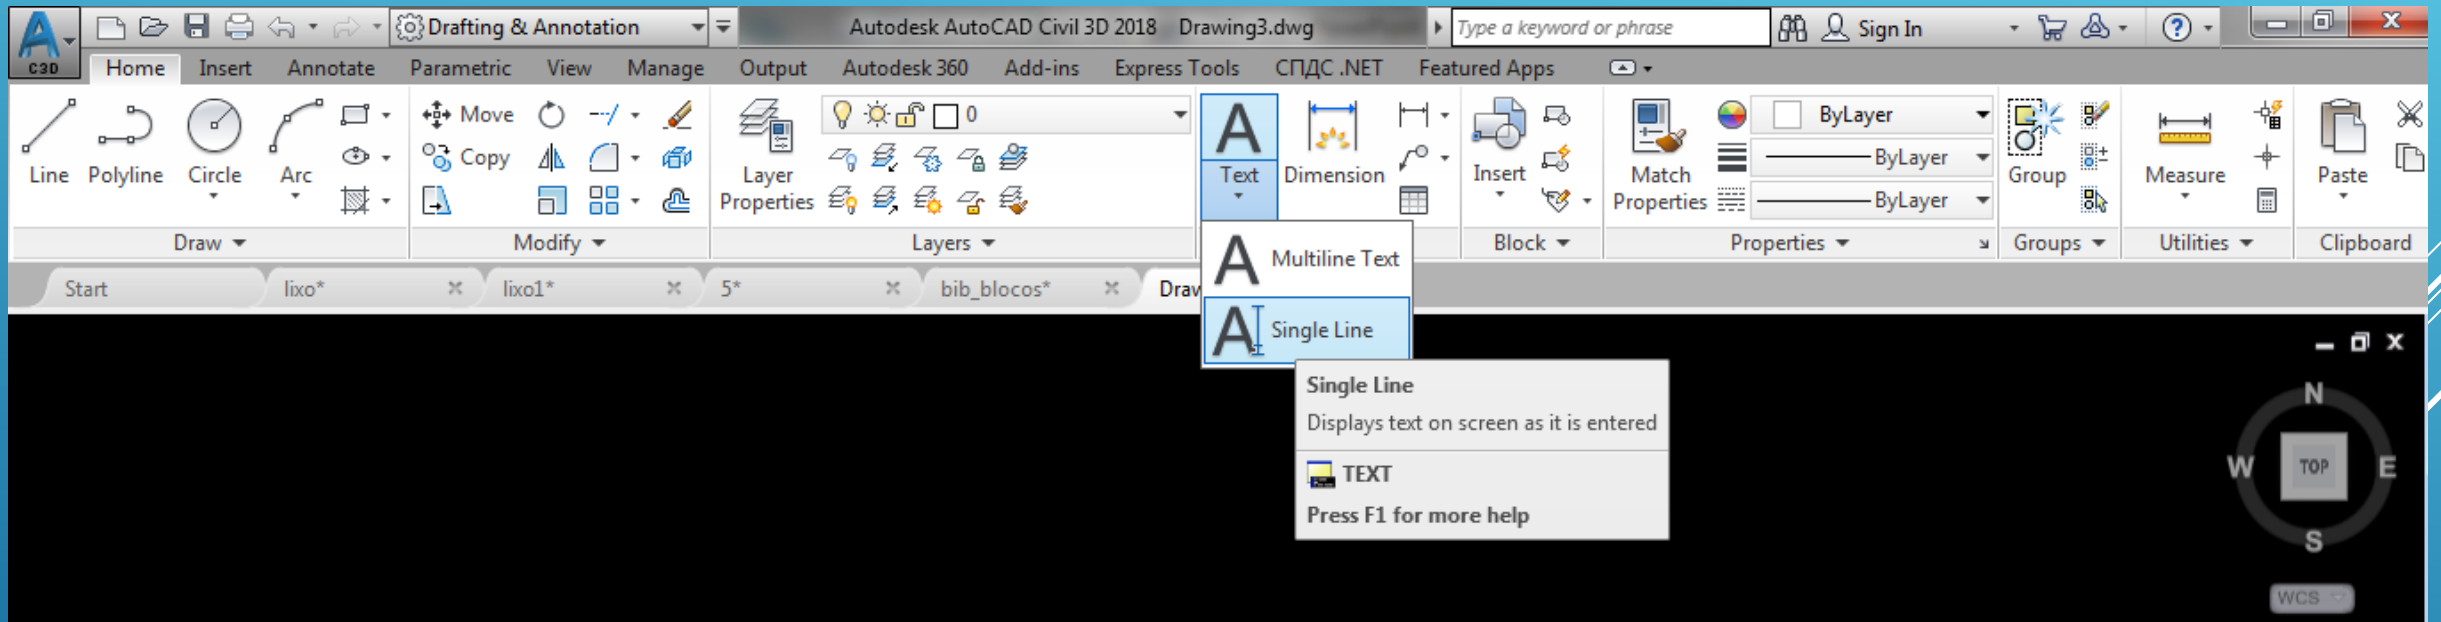 Drafting & Annotation
Autodesk AutoCAD Civil 3D 2018 Drawing3.dwg
Type a keyword or phrase
Sign In
C3D
Home Insert Annotate Parametric View Manage Output Autodesk 360 Add-ins Express Tools СПДС .NET Featured Apps
Line Polyline Circle Arc
Move
Copy
Layer
Properties
0
Text
Dimension
Insert
Match
Properties
ByLayer
ByLayer
ByLayer
Group
Measure
Paste
Draw Modify Layers Block Properties Groups Utilities Clipboard
Multiline Text
Single Line
Start lixo* lixo1* 5* bib_blocos* Draw
Single Line
Displays text on screen as it is entered
TEXT
Press F1 for more help
N
W TOP E
S
WCS